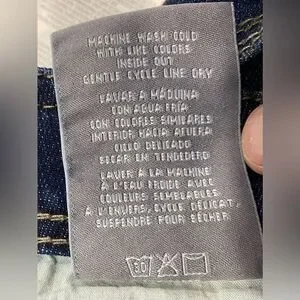 MACHINE WASH COLD
WITH LIKE COLORS
INSIDE OUT
GENTLE CYCLE LINE DRY
LAVAR A MÁQUINA
CON AGUA FRÍA
CON COLORES SIMILARES
INTERIOR HACIA AFUERA
CICLO DELICADO
SECAR EN TENDEDERO
LAVER À LA MACHINE
À L'EAU FROIDE AVEC
COULEURS SEMBLABLES
À L'ENVERS, CYCLE DÉLICAT,
SUSPENDRE POUR SÉCHER
30